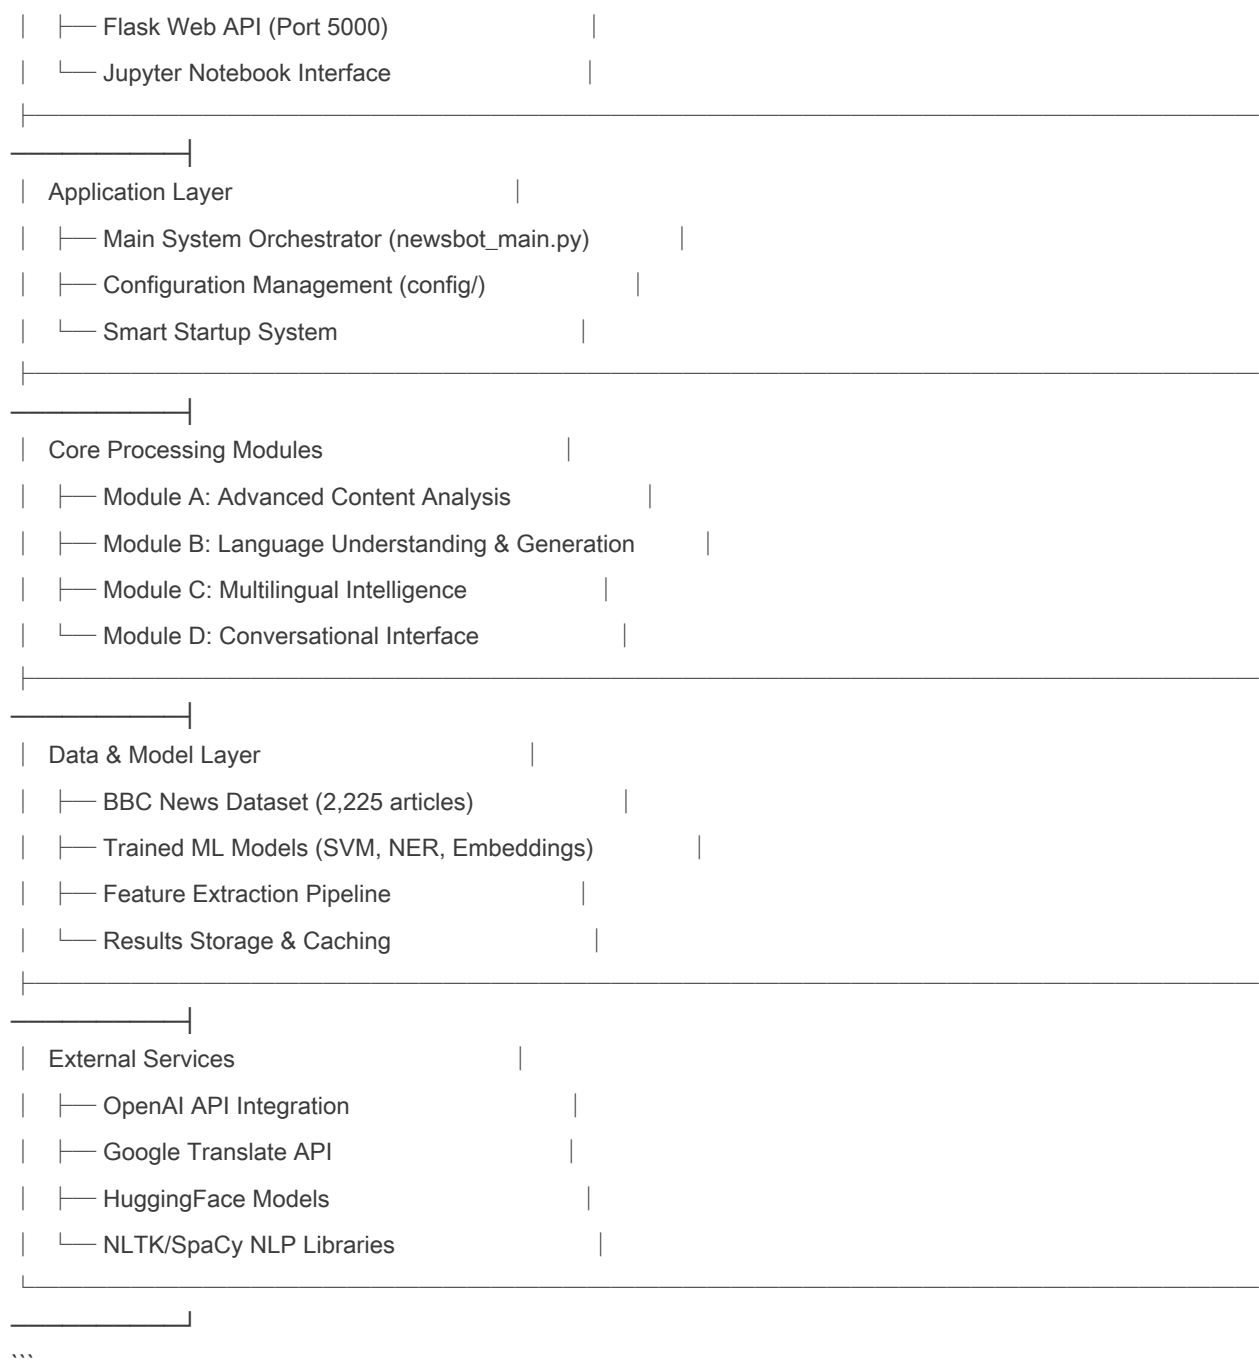 │ ├── Flask Web API (Port 5000) │
│ └── Jupyter Notebook Interface │
├─────────────────────────────────────────────────────────────
─────────┤
│ Application Layer │
│ ├── Main System Orchestrator (newsbot_main.py) │
│ ├── Configuration Management (config/) │
│ └── Smart Startup System │
├─────────────────────────────────────────────────────────────
─────────┤
│ Core Processing Modules │
│ ├── Module A: Advanced Content Analysis │
│ ├── Module B: Language Understanding & Generation │
│ ├── Module C: Multilingual Intelligence │
│ └── Module D: Conversational Interface │
├─────────────────────────────────────────────────────────────
─────────┤
│ Data & Model Layer │
│ ├── BBC News Dataset (2,225 articles) │
│ ├── Trained ML Models (SVM, NER, Embeddings) │
│ ├── Feature Extraction Pipeline │
│ └── Results Storage & Caching │
├─────────────────────────────────────────────────────────────
─────────┤
│ External Services │
│ ├── OpenAI API Integration │
│ ├── Google Translate API │
│ ├── HuggingFace Models │
│ └── NLTK/SpaCy NLP Libraries │
└─────────────────────────────────────────────────────────────
─────────┘
```